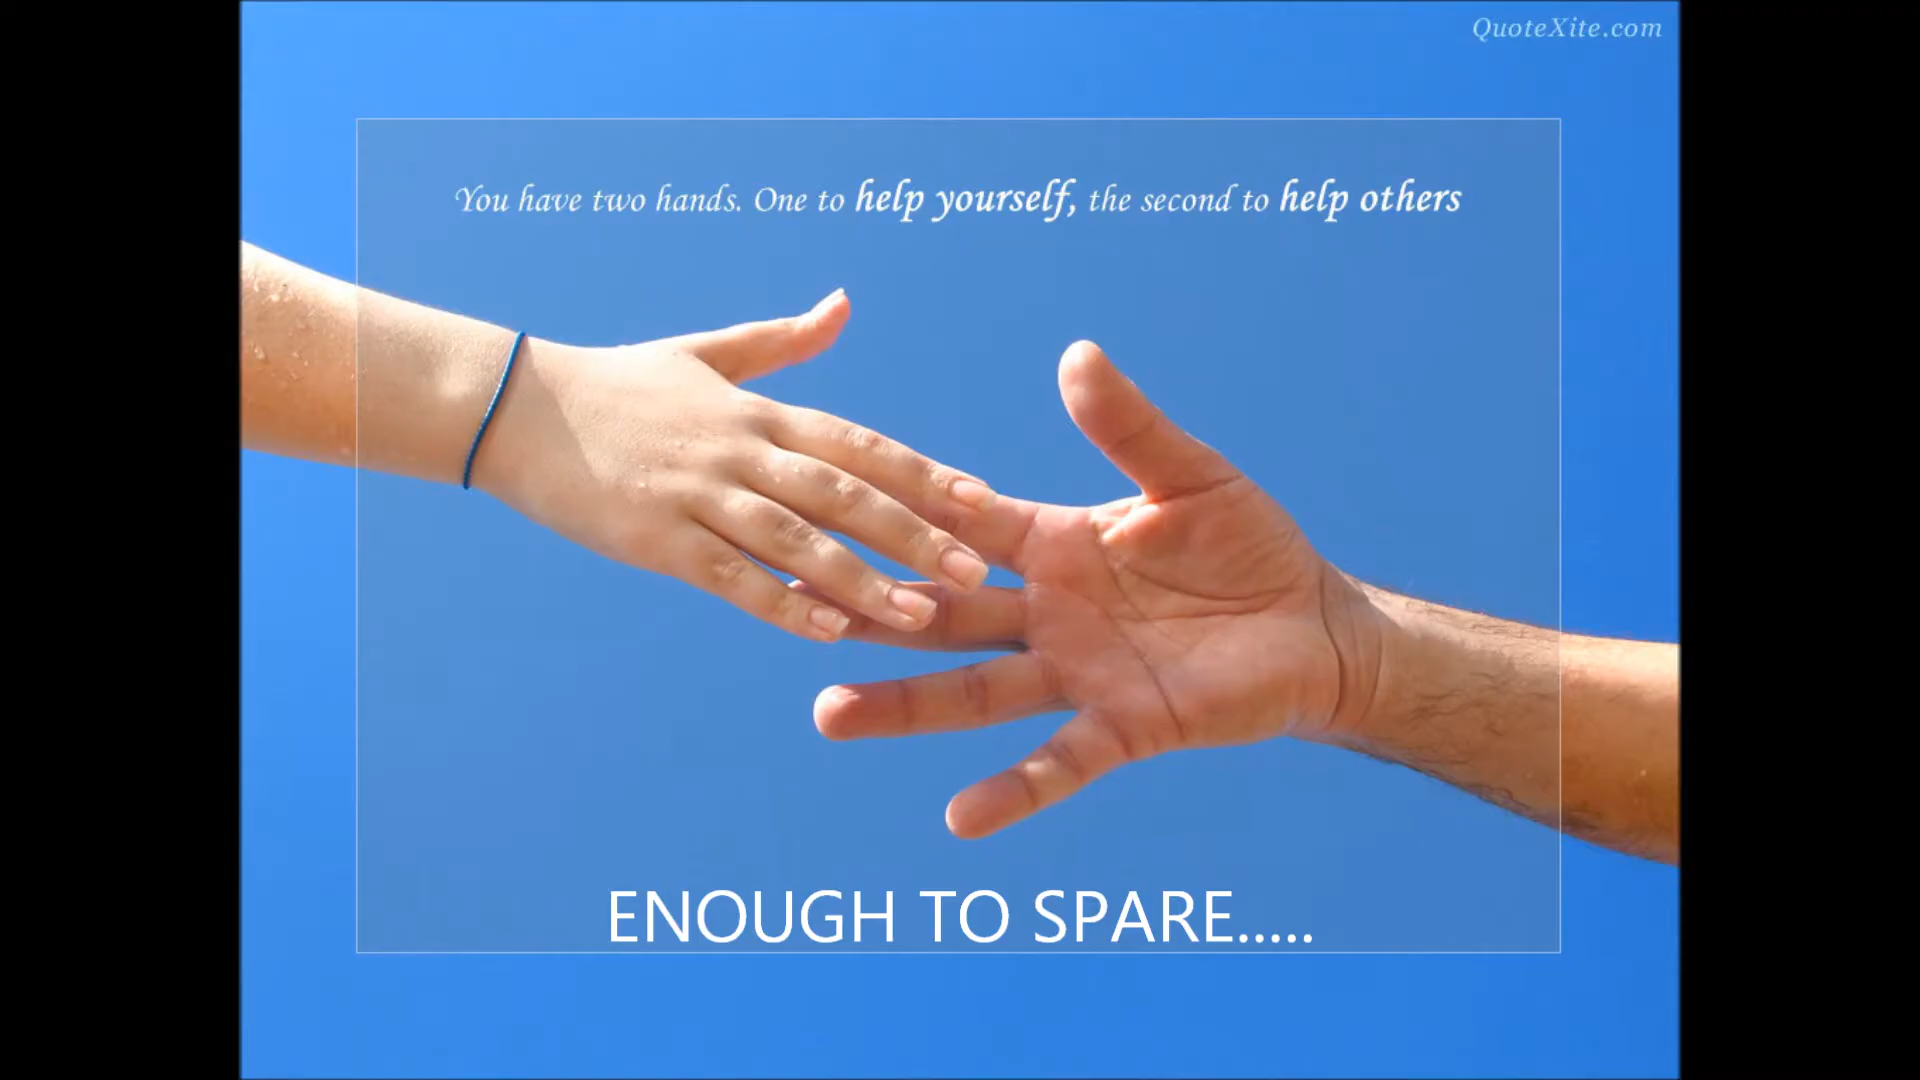 QuoteXite.com
You have two hands. One to help yourself, the second to help others
ENOUGH TO SPARE.....